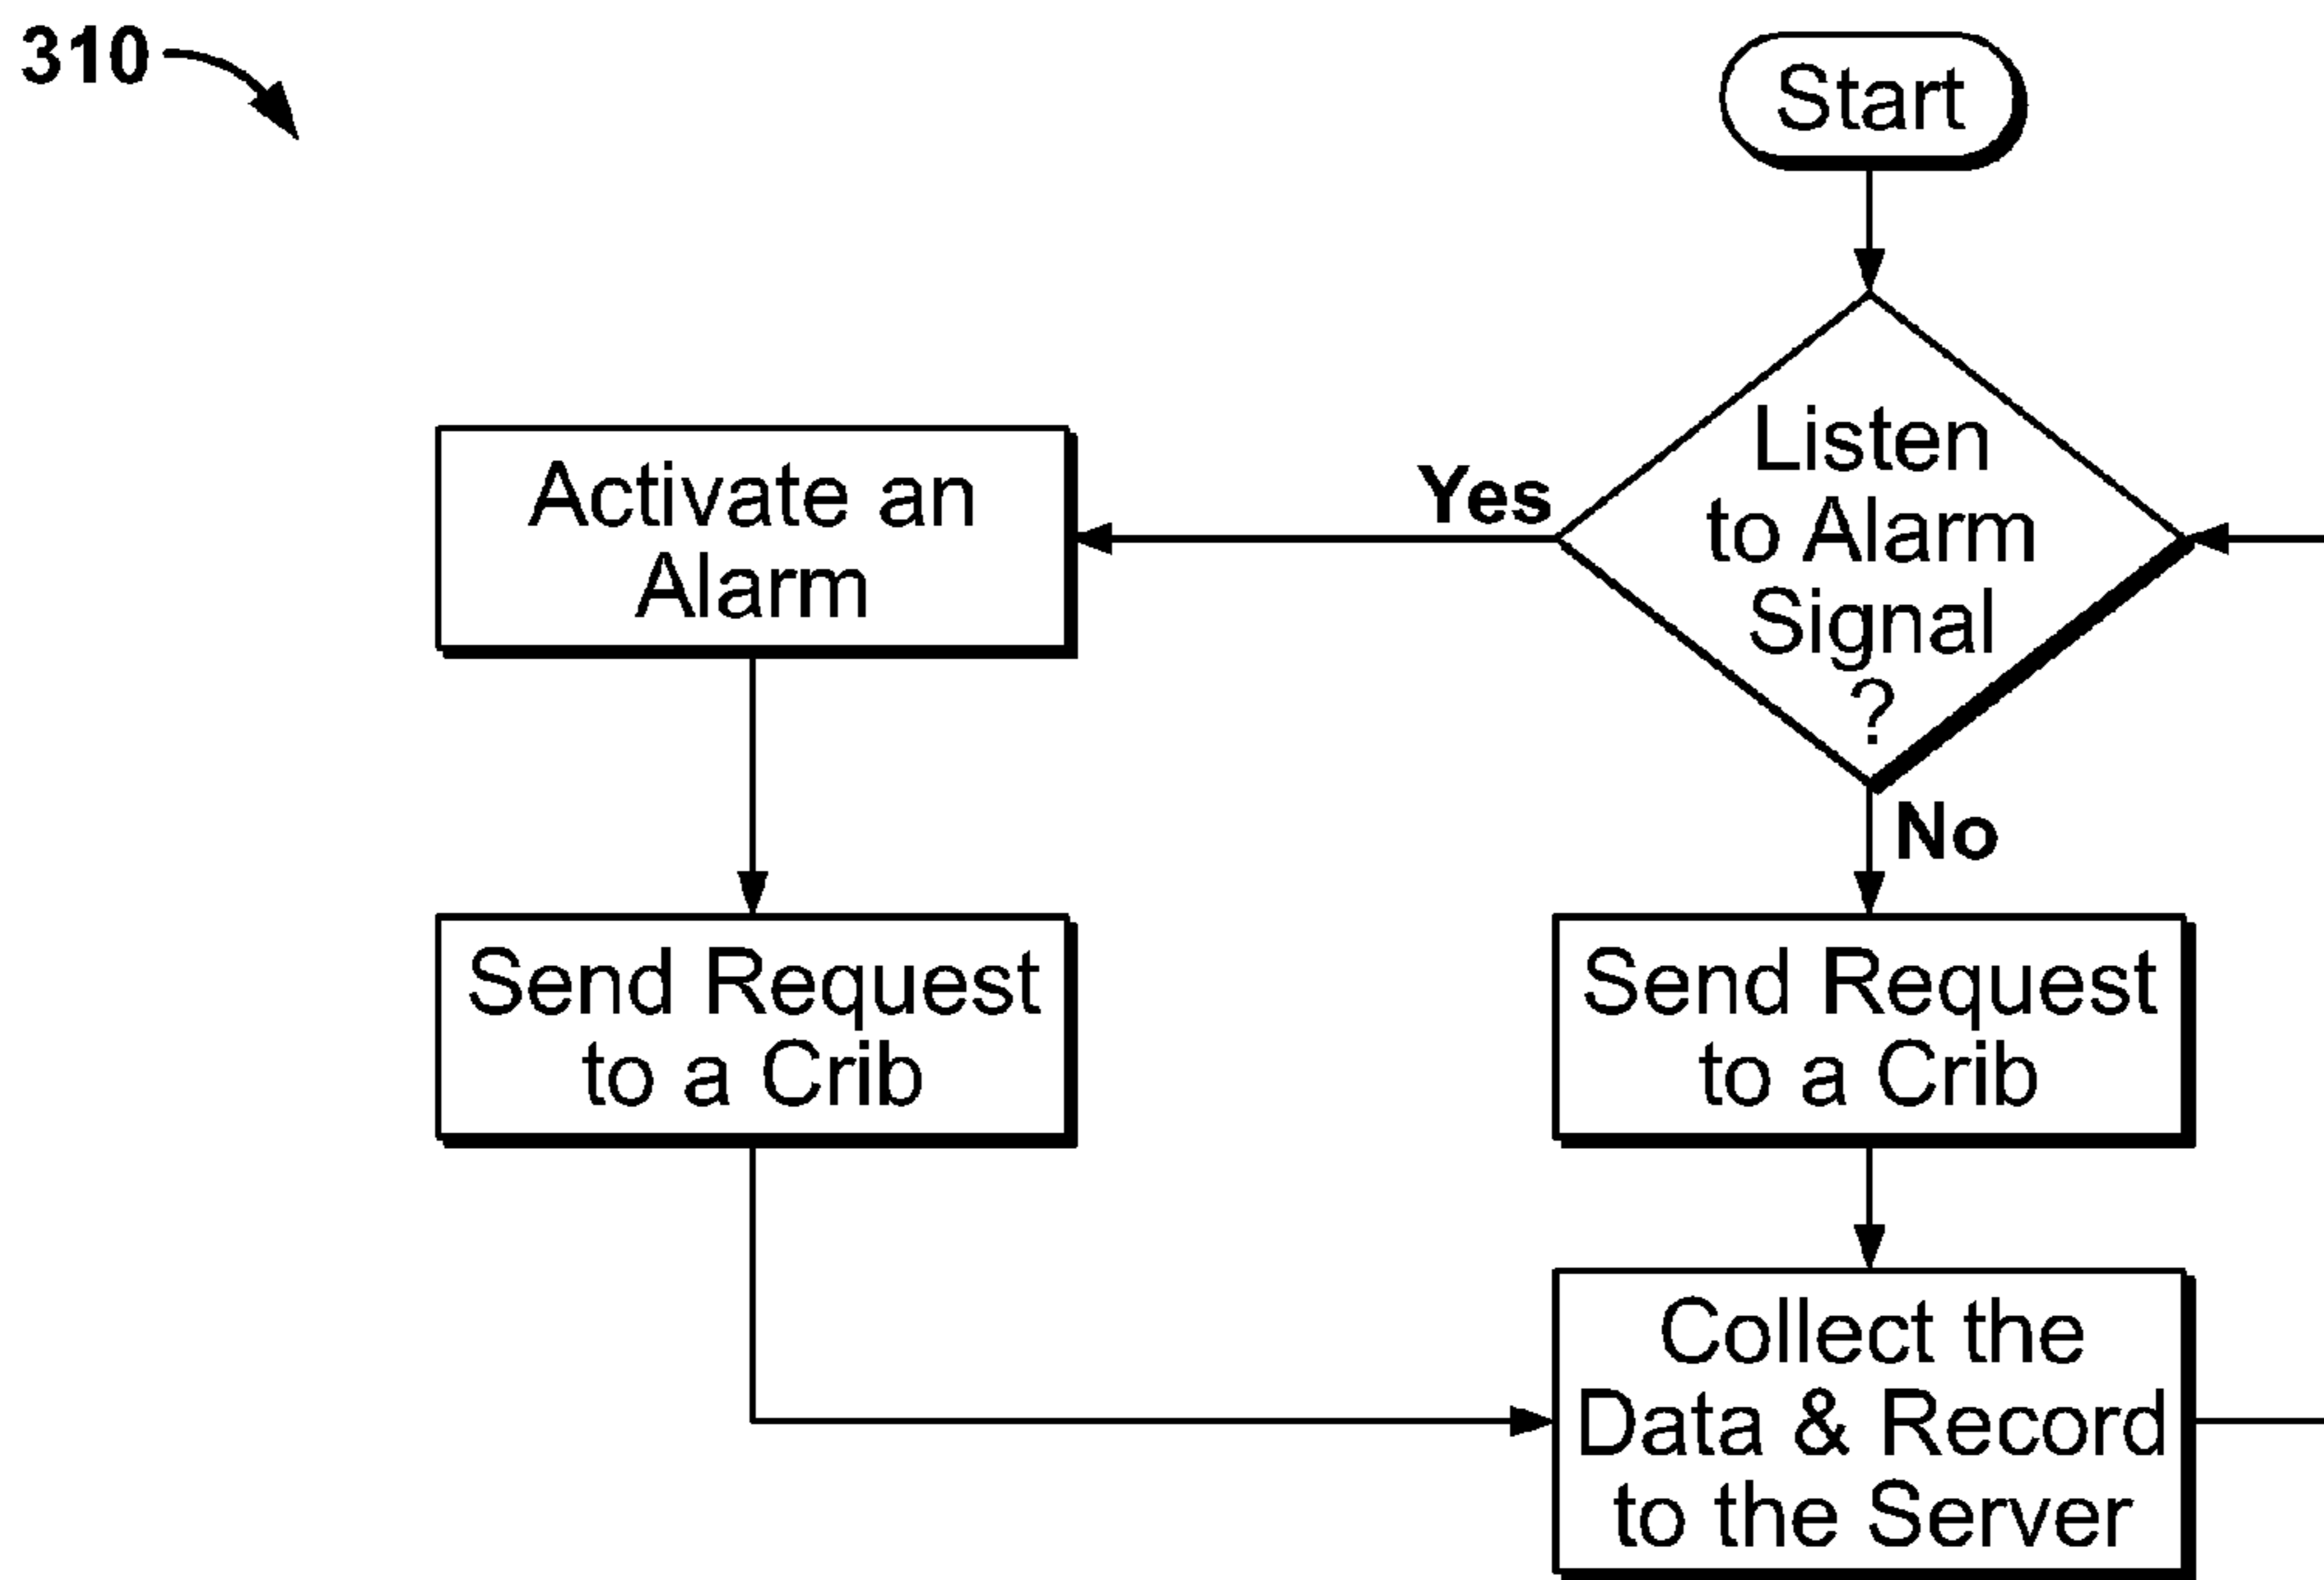 310
Start
Listen
to Alarm
Signal
?
Yes
No
Activate an
Alarm
Send Request
to a Crib
Send Request
to a Crib
Collect the
Data & Record
to the Server